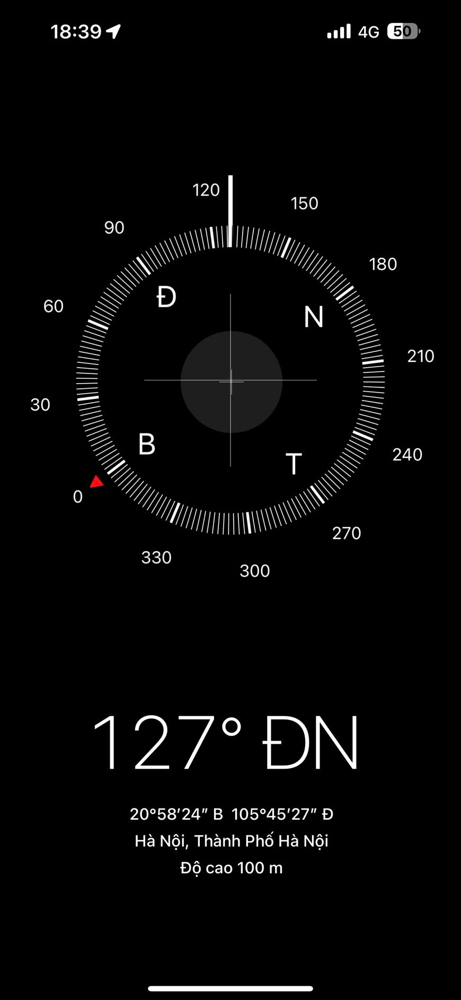 18:39 4G 50
120
150
90
180
Đ
60
N
210
30
B
240
T
0
270
330
300
127° ĐN
20°58’24” B 105°45’27” Đ
Hà Nội, Thành Phố Hà Nội
Độ cao 100 m